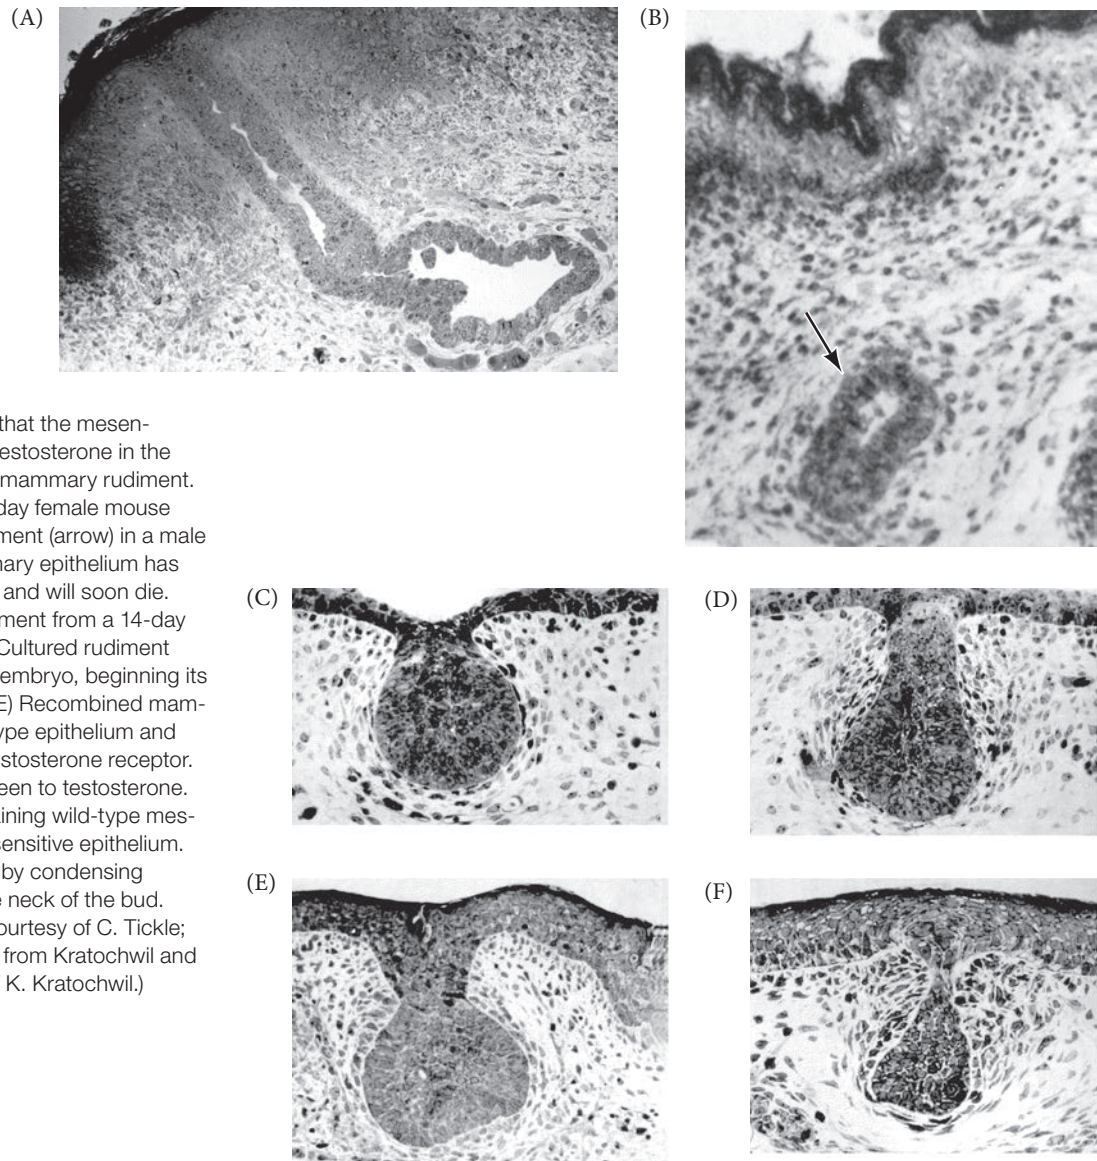 (A)
(B)
that the mesen-
testosterone in the
mammary rudiment.
day female mouse
ment (arrow) in a male
nary epithelium has
and will soon die.
ment from a 14-day
Cultured rudiment
embryo, beginning its
E) Recombined mam-
ype epithelium and
stosterone receptor.
een to testosterone.
aining wild-type mes-
sensitive epithelium.
by condensing
e neck of the bud.
ourtesy of C. Tickle;
from Kratochwil and
K. Kratochwil.)
(C)
(D)
(E)
(F)